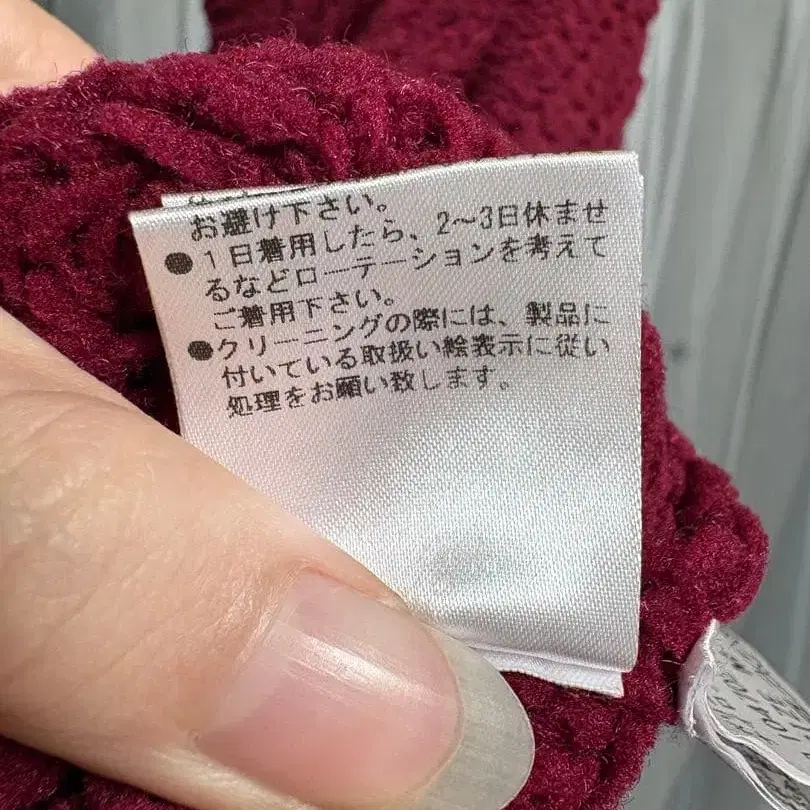 お避け下さい。
●1日着用したら、2〜3日休ませ
るなどローテーションを考えて
ご着用下さい。
●クリーニングの際には、製品に
付いている取扱い絵表示に従い
処理をお願い致します。